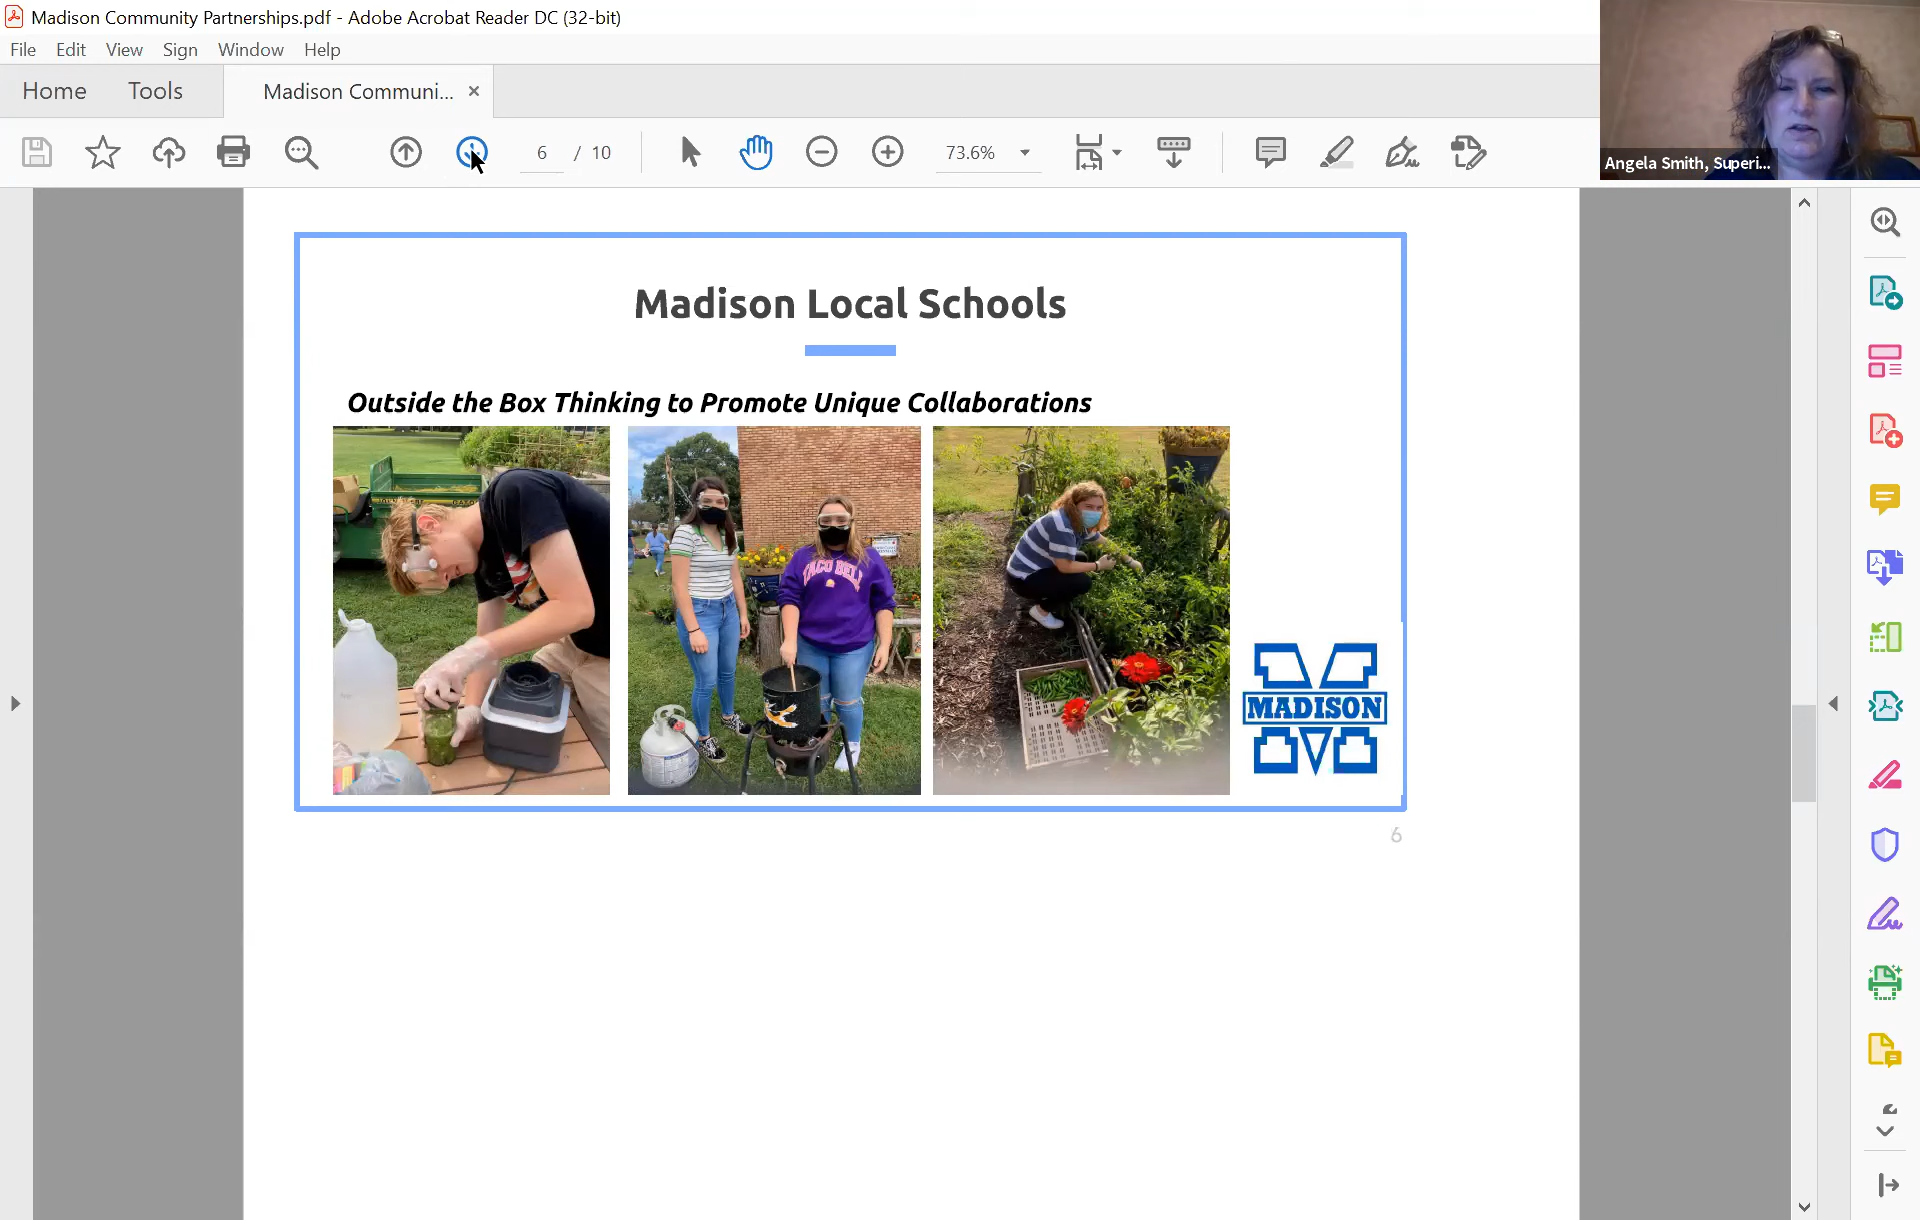 Madison Community Partnerships.pdf - Adobe Acrobat Reader DC (32-bit)
File Edit View Sign Window Help
Home Tools Madison Communi... ×
6 / 10 73.6%
Angela Smith, Superi...
Madison Local Schools
Outside the Box Thinking to Promote Unique Collaborations
TACO BELL
MADISON
6